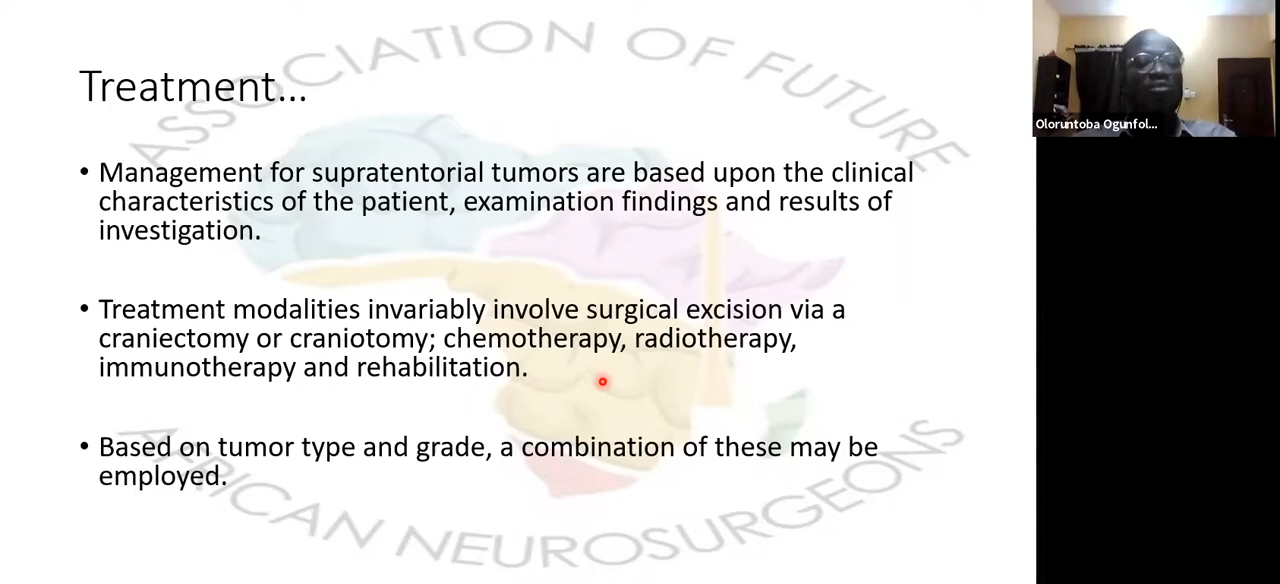 Treatment...
• Management for supratentorial tumors are based upon the clinical
characteristics of the patient, examination findings and results of
investigation.
• Treatment modalities invariably involve surgical excision via a
craniectomy or craniotomy; chemotherapy, radiotherapy,
immunotherapy and rehabilitation.
• Based on tumor type and grade, a combination of these may be
employed.
ASSOCIATION OF FUTURE
AFRICAN NEUROSURGEONS
Oloruntoba Ogunfol...